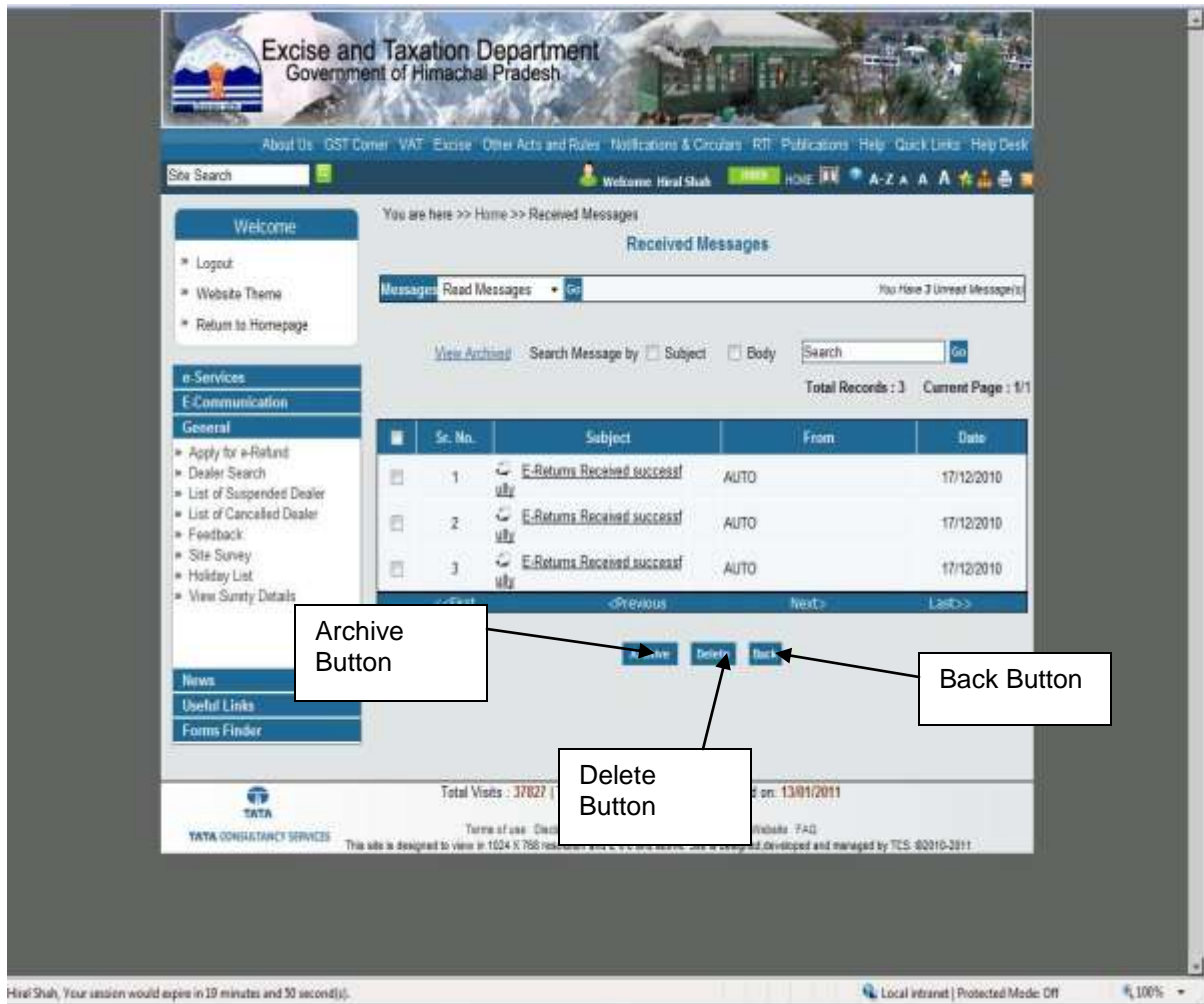 Excise and Taxation Department
Government of Himachal Pradesh
About Us GST Corner VAT Excise Other Acts and Rules Notifications & Circulars RTI Publications Help Quick Links Help Desk
Site Search
Welcome Hiral Shah HOME A-Z A A A
Welcome
» Logout
» Website Theme
» Return to Homepage
e-Services
E-Communication
General
» Apply for e-Refund
» Dealer Search
» List of Suspended Dealer
» List of Cancelled Dealer
» Feedback
» Site Survey
» Holiday List
» View Surety Details
News
Useful Links
Forms Finder
You are here >> Home >> Received Messages
Received Messages
Messages Read Messages Go You Have 3 Unread Message(s)
View Archived Search Message by Subject Body Search Go
Total Records : 3 Current Page : 1/1
Sr. No. Subject From Date
1 E-Returns Received successf AUTO 17/12/2010
ully
2 E-Returns Received successf AUTO 17/12/2010
ully
3 E-Returns Received successf AUTO 17/12/2010
ully
<<First <Previous Next> Last>>
Archive Delete Back
Archive
Button
Back Button
Delete
Button
Total Visits : 37827 | on: 13/01/2011
TATA
TATA CONSULTANCY SERVICES
Terms of use Website FAQ
This site is designed to view in 1024 X 768 developed and managed by TCS. ©2010-2011
Hiral Shah, Your session would expire in 19 minutes and 50 second(s).
Local intranet | Protected Mode: Off 100%